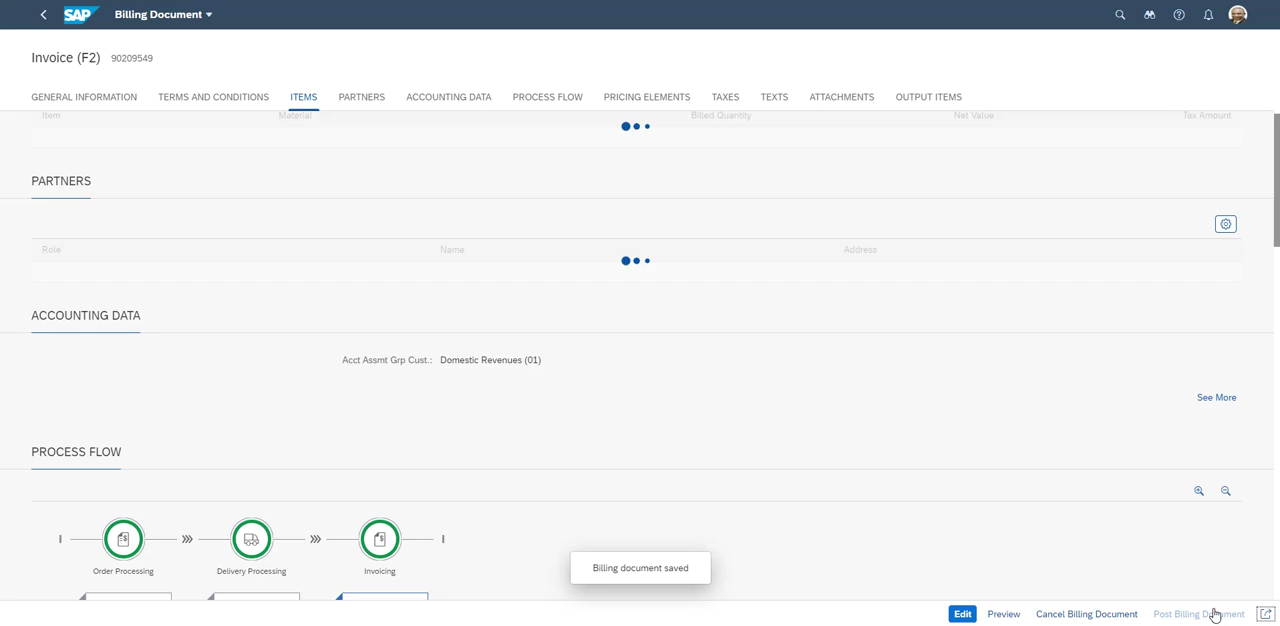 SAP Billing Document
Invoice (F2) 90209549
GENERAL INFORMATION TERMS AND CONDITIONS ITEMS PARTNERS ACCOUNTING DATA PROCESS FLOW PRICING ELEMENTS TAXES TEXTS ATTACHMENTS OUTPUT ITEMS
Item Material Billed Quantity Net Value Tax Amount
PARTNERS
Role Name Address
ACCOUNTING DATA
Acct Assmt Grp Cust.: Domestic Revenues (01)
See More
PROCESS FLOW
Order Processing Delivery Processing Invoicing
Billing document saved
Edit Preview Cancel Billing Document Post Billing Document